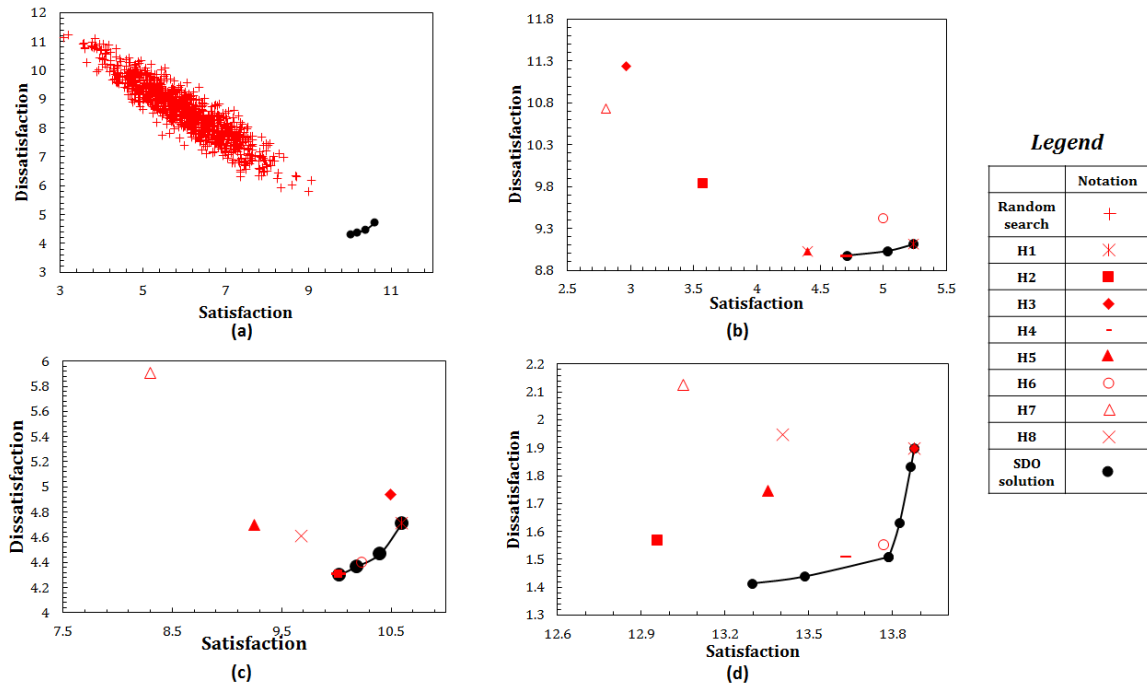 12
11
10
9
8
7
6
5
4
3
Dissatisfaction
3 5 7 9 11
Satisfaction
(a)
11.8
11.3
10.8
10.3
9.8
9.3
8.8
Dissatisfaction
2.5 3 3.5 4 4.5 5 5.5
Satisfaction
(b)
6
5.8
5.6
5.4
5.2
5
4.8
4.6
4.4
4.2
4
Dissatisfaction
7.5 8.5 9.5 10.5
Satisfaction
(c)
2.2
2.1
2
1.9
1.8
1.7
1.6
1.5
1.4
1.3
Dissatisfaction
12.6 12.9 13.2 13.5 13.8
Satisfaction
(d)
Legend
Notation
Random
search
H1
H2
H3
H4
H5
H6
H7
H8
SDO
solution